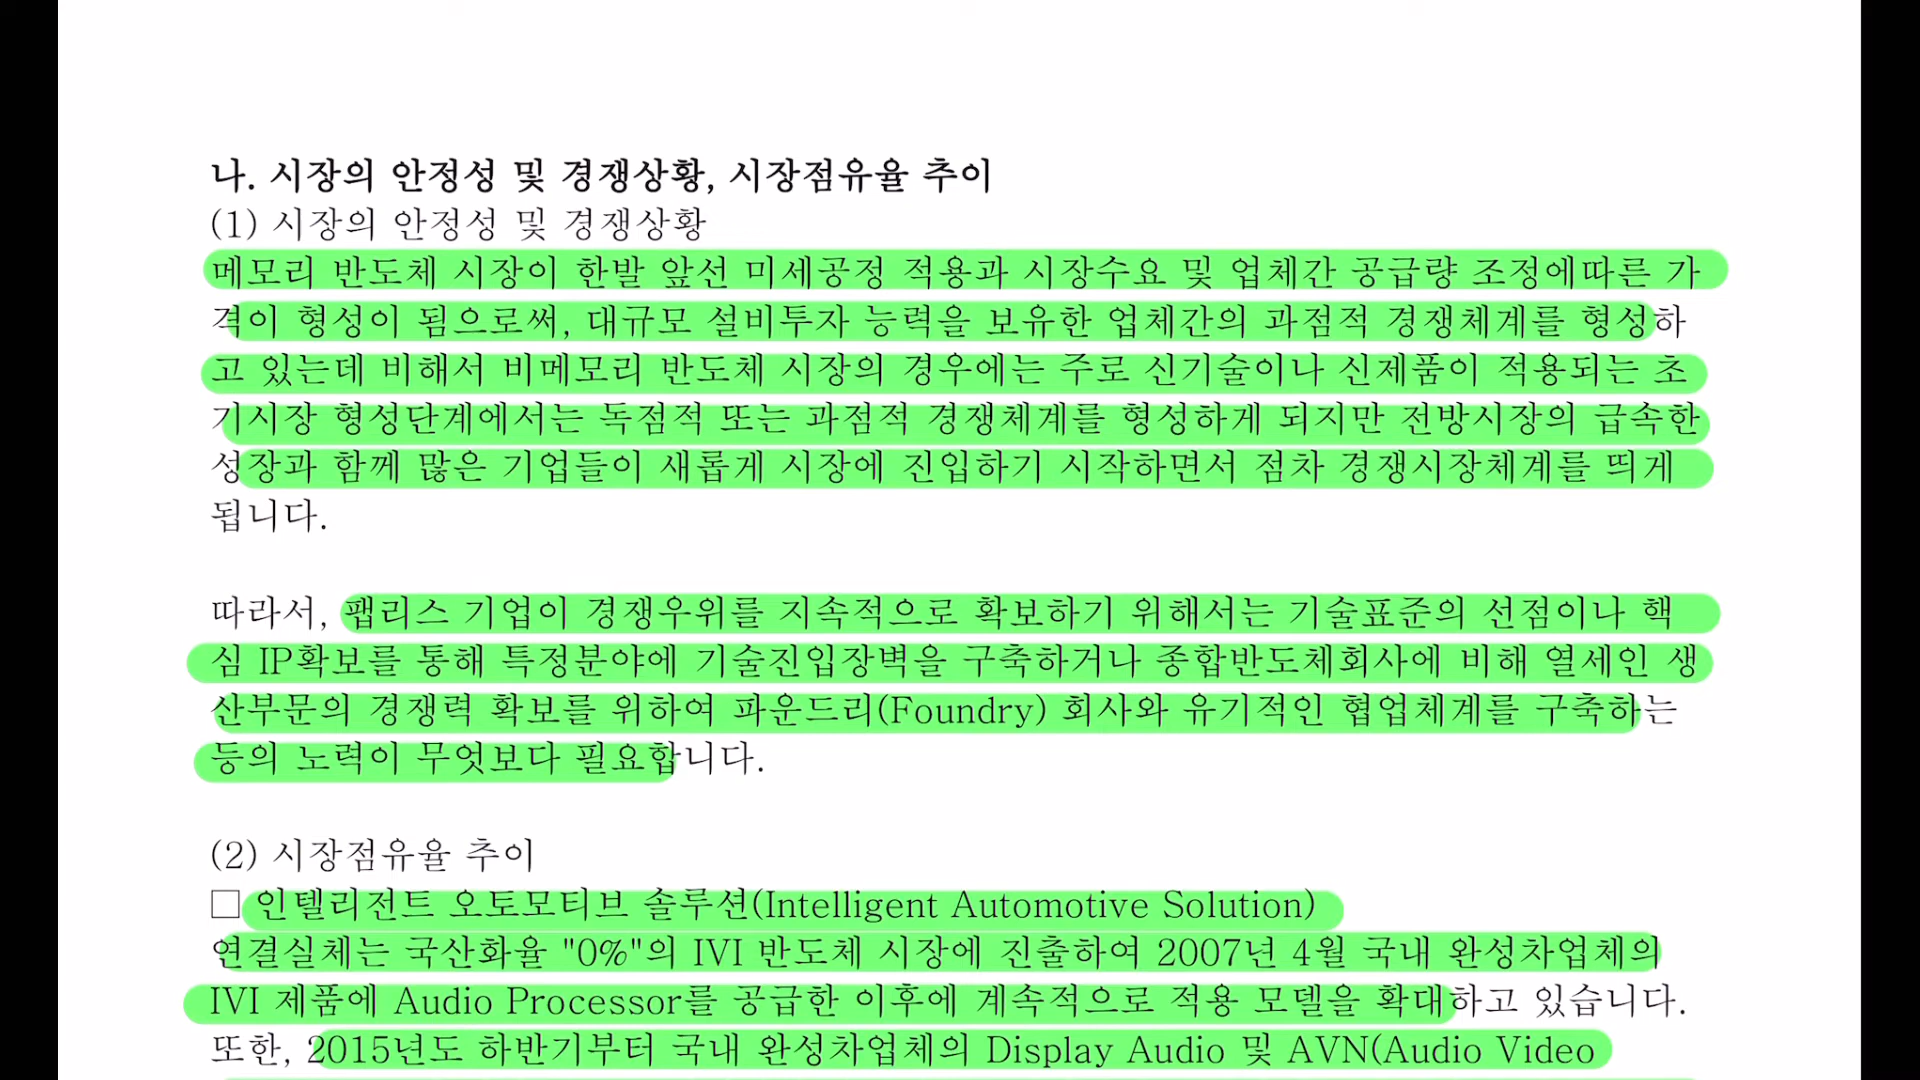 나. 시장의 안정성 및 경쟁상황, 시장점유율 추이
(1) 시장의 안정성 및 경쟁상황
메모리 반도체 시장이 한발 앞선 미세공정 적용과 시장수요 및 업체간 공급량 조정에따른 가
격이 형성이 됨으로써, 대규모 설비투자 능력을 보유한 업체간의 과점적 경쟁체계를 형성하
고 있는데 비해서 비메모리 반도체 시장의 경우에는 주로 신기술이나 신제품이 적용되는 초
기시장 형성단계에서는 독점적 또는 과점적 경쟁체계를 형성하게 되지만 전방시장의 급속한
성장과 함께 많은 기업들이 새롭게 시장에 진입하기 시작하면서 점차 경쟁시장체계를 띄게
됩니다.
따라서, 팹리스 기업이 경쟁우위를 지속적으로 확보하기 위해서는 기술표준의 선점이나 핵
심 IP확보를 통해 특정분야에 기술진입장벽을 구축하거나 종합반도체회사에 비해 열세인 생
산부문의 경쟁력 확보를 위하여 파운드리(Foundry) 회사와 유기적인 협업체계를 구축하는
등의 노력이 무엇보다 필요합니다.
(2) 시장점유율 추이
□ 인텔리전트 오토모티브 솔루션(Intelligent Automotive Solution)
연결실체는 국산화율 "0%"의 IVI 반도체 시장에 진출하여 2007년 4월 국내 완성차업체의
IVI 제품에 Audio Processor를 공급한 이후에 계속적으로 적용 모델을 확대하고 있습니다.
또한, 2015년도 하반기부터 국내 완성차업체의 Display Audio 및 AVN(Audio Video